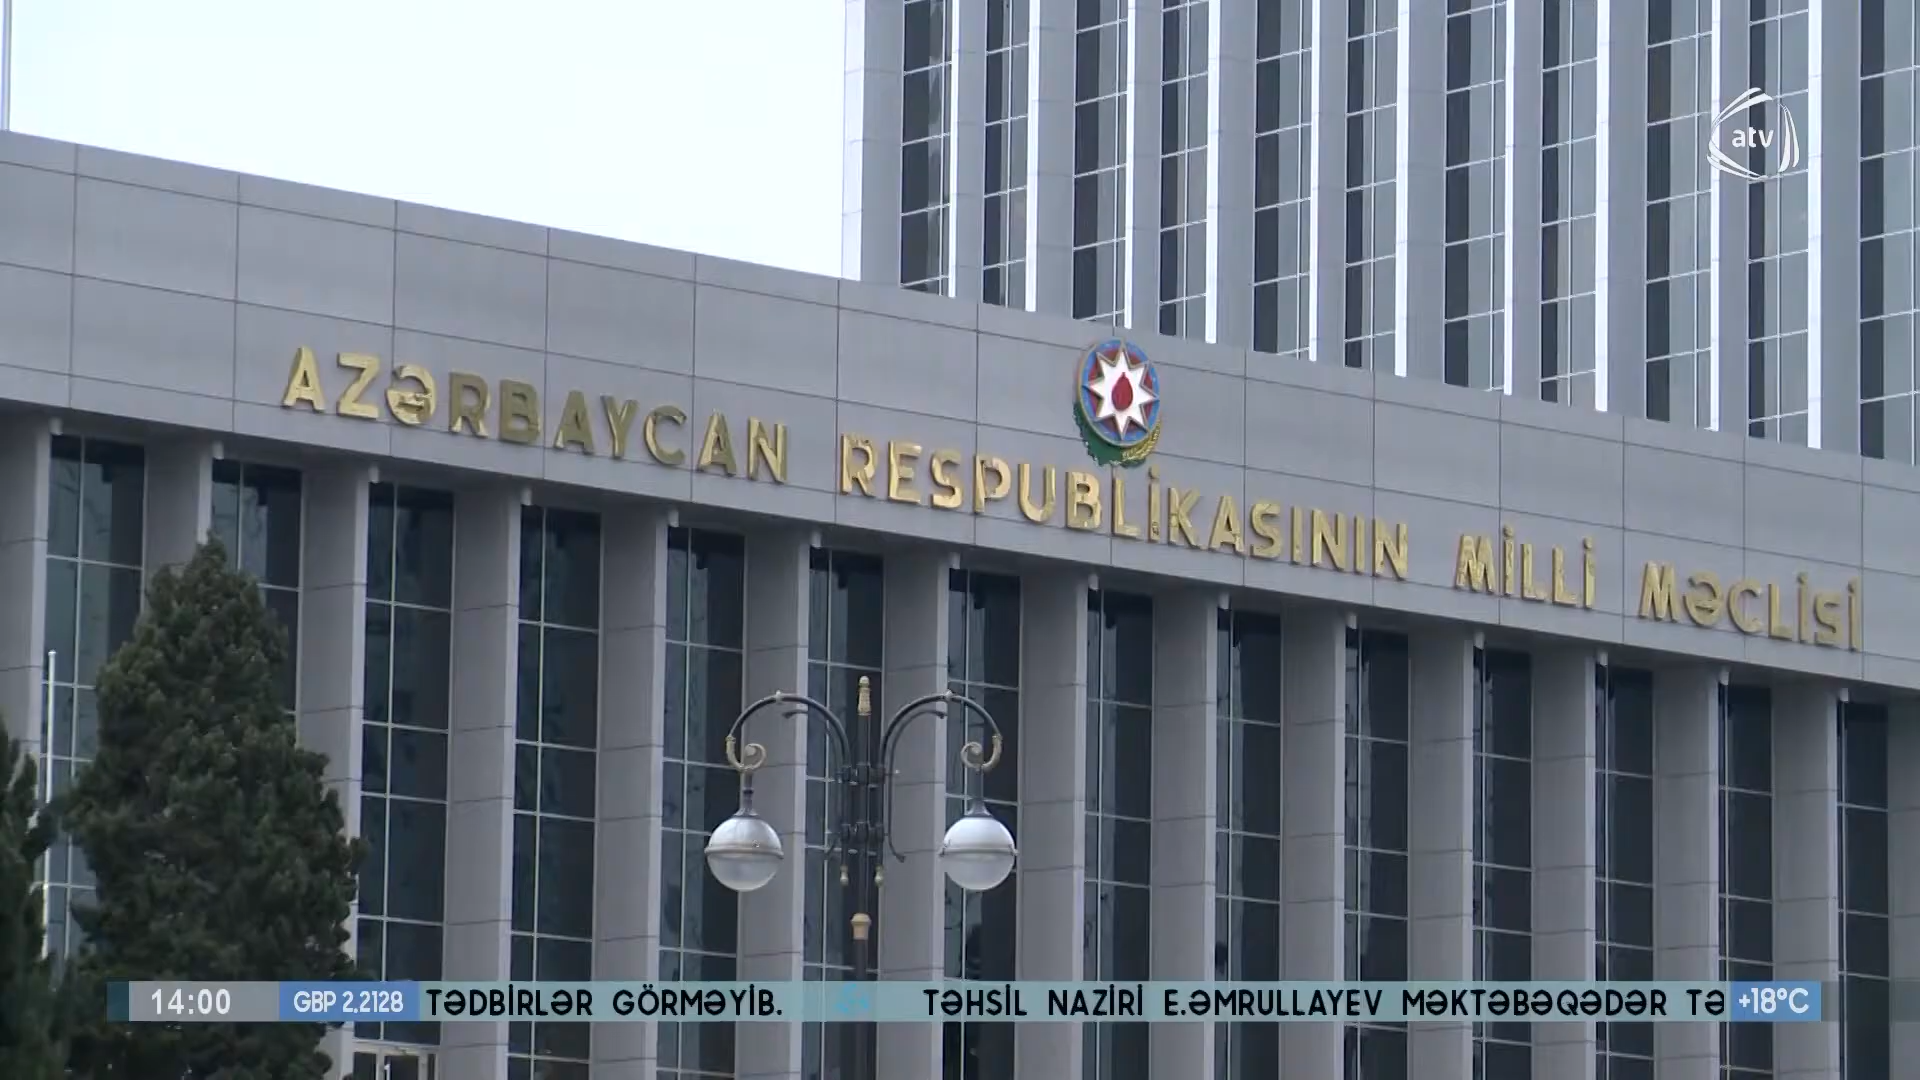 atv
AZƏRBAYCAN RESPUBLİKASININ MİLLİ MƏCLİSİ
14:00 GBP 2,2128 TƏDBİRLƏR GÖRMƏYİB. TƏHSİL NAZİRİ E.ƏMRULLAYEV MƏKTƏBƏQƏDƏR TƏ +18°C